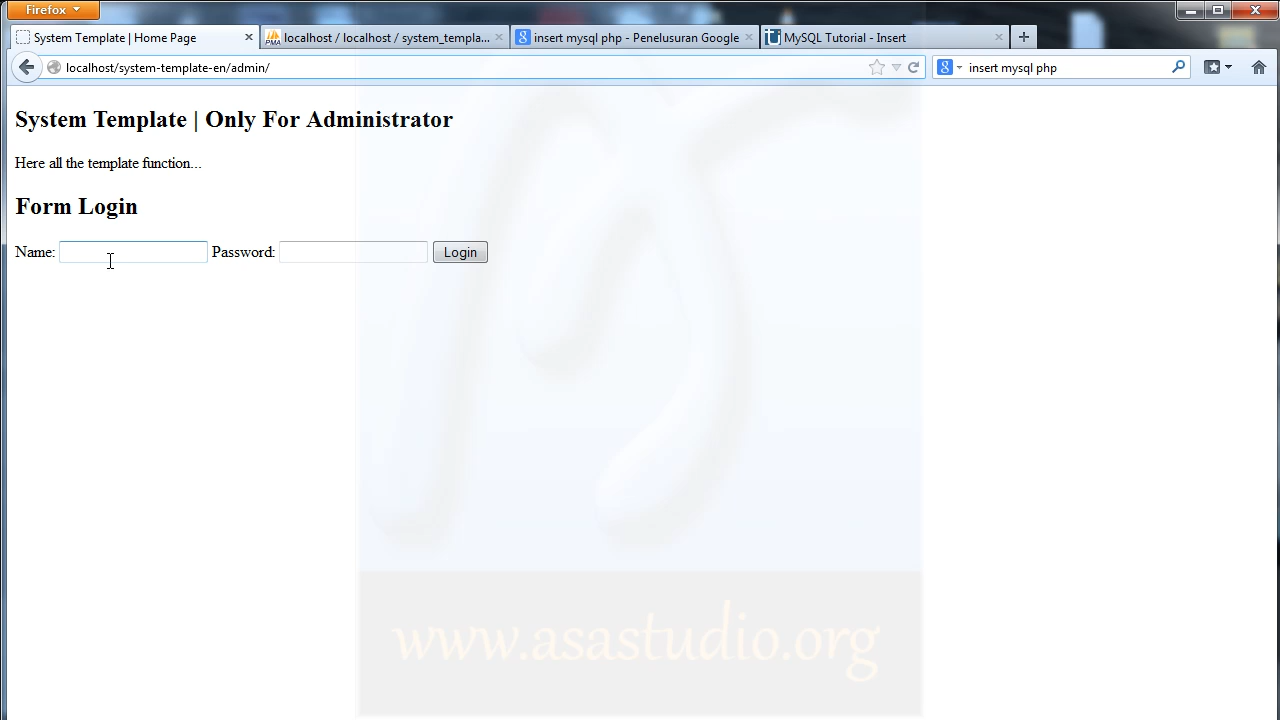 Firefox
System Template | Home Page
localhost / localhost / system_templa...
insert mysql php - Penelusuran Google
MySQL Tutorial - Insert
localhost/system-template-en/admin/
insert mysql php
System Template | Only For Administrator
Here all the template function...
Form Login
Name: Password: Login
www.asastudio.org